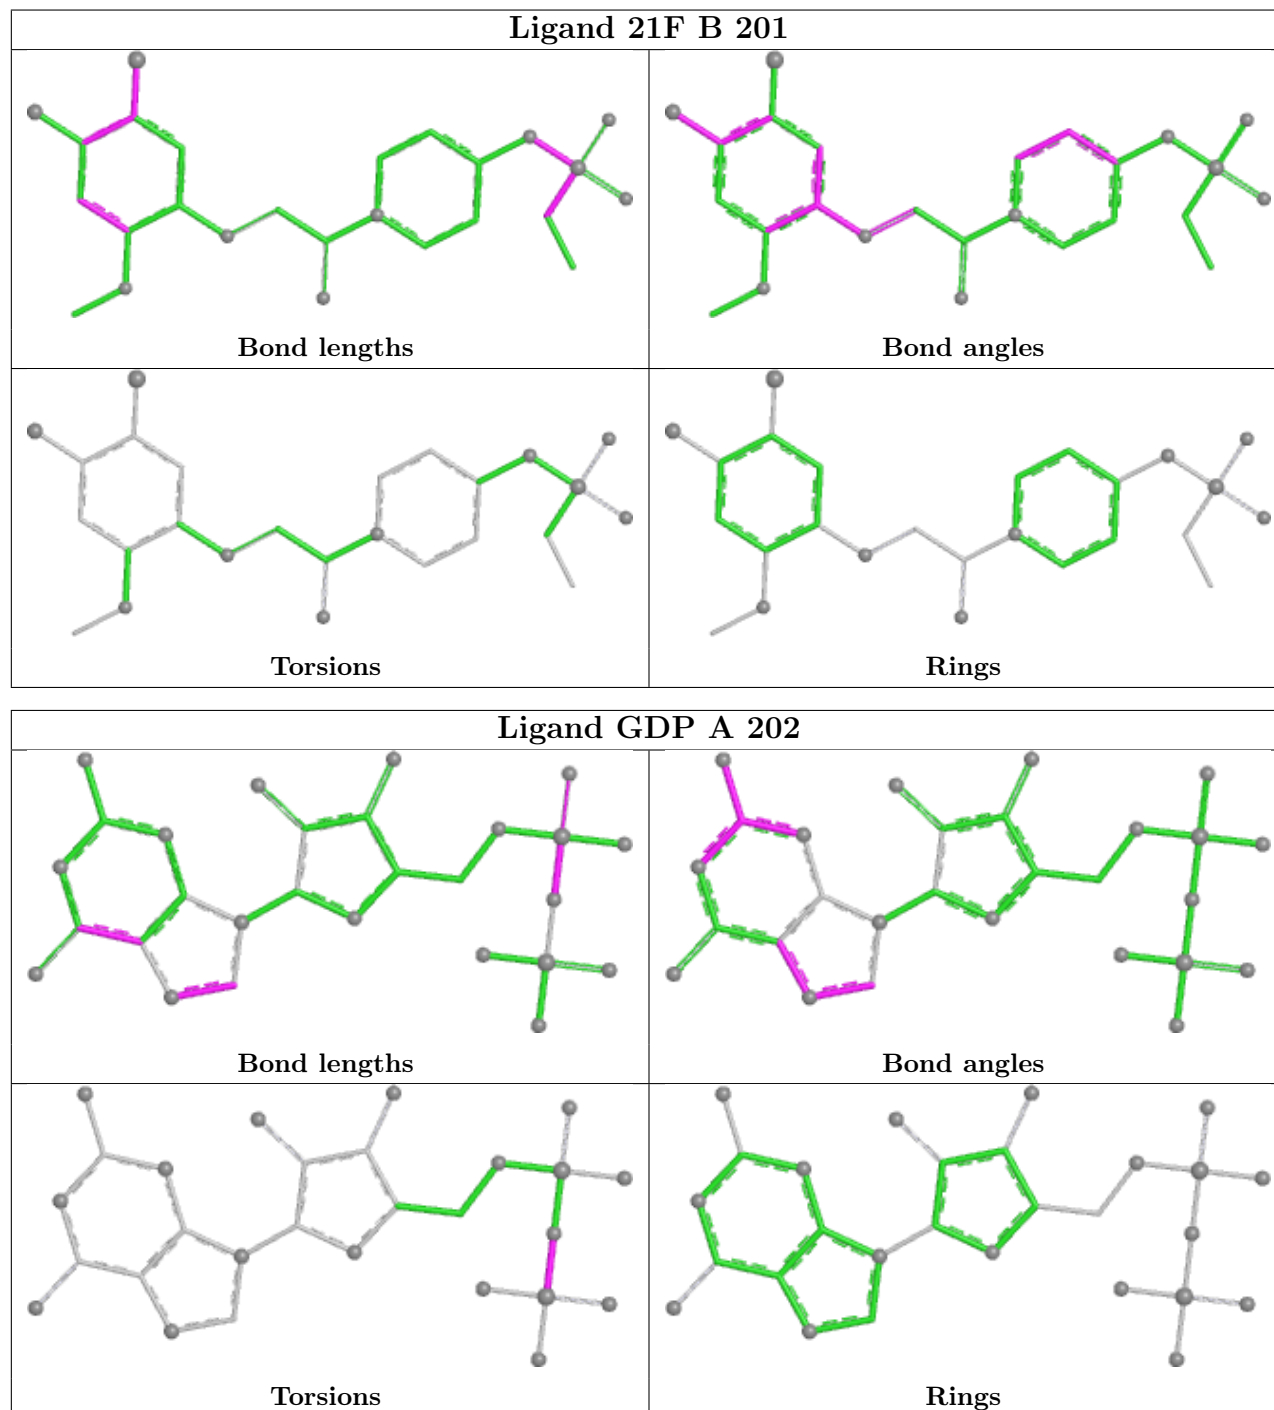 Ligand 21F B 201
Bond lengths
Bond angles
Torsions
Rings
Ligand GDP A 202
Bond lengths
Bond angles
Torsions
Rings